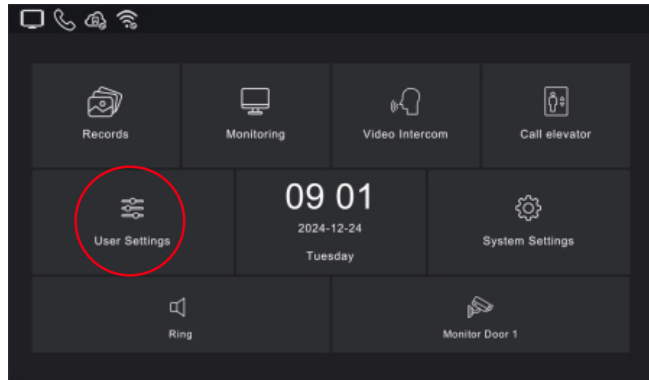 Records
Monitoring
Video Intercom
Call elevator
User Settings
09 01
2024-12-24
Tuesday
System Settings
Ring
Monitor Door 1